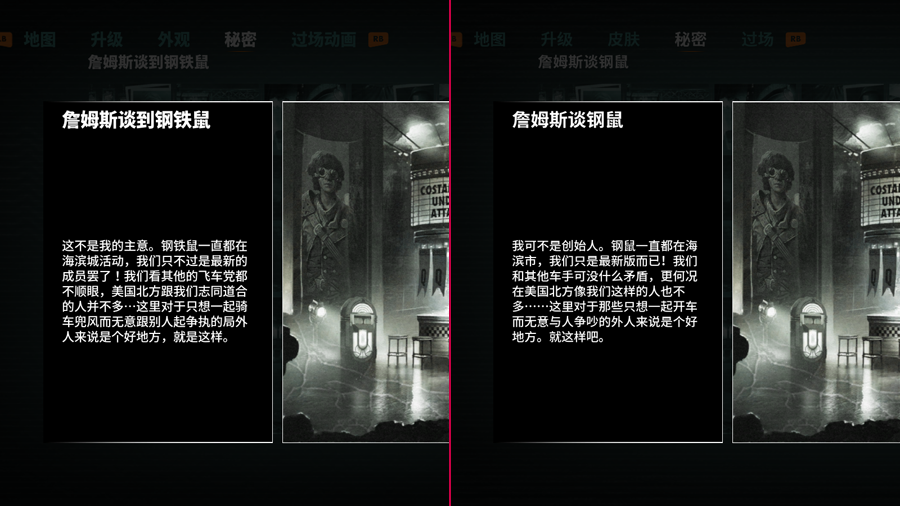 地图 升级 外观 秘密 过场动画
詹姆斯谈到钢铁鼠
詹姆斯谈到钢铁鼠
COSTA
UND
ATTA
这不是我的主意。钢铁鼠一直都在
海滨城活动，我们只不过是最新的
成员罢了！我们看其他的飞车党都
不顺眼，美国北方跟我们志同道合
的人并不多…这里对于只想一起骑
车兜风而无意跟别人起争执的局外
人来说是个好地方，就是这样。
地图 升级 皮肤 秘密 过场
詹姆斯谈钢鼠
詹姆斯谈钢鼠
COSTA
UND
ATTA
我可不是创始人。钢鼠一直都在海
滨市，我们只是最新版而已！我们
和其他车手可没什么矛盾，更何况
在美国北方像我们这样的人也不
多……这里对于那些只想一起开车
而无意与人争吵的外人来说是个好
地方。就这样吧。